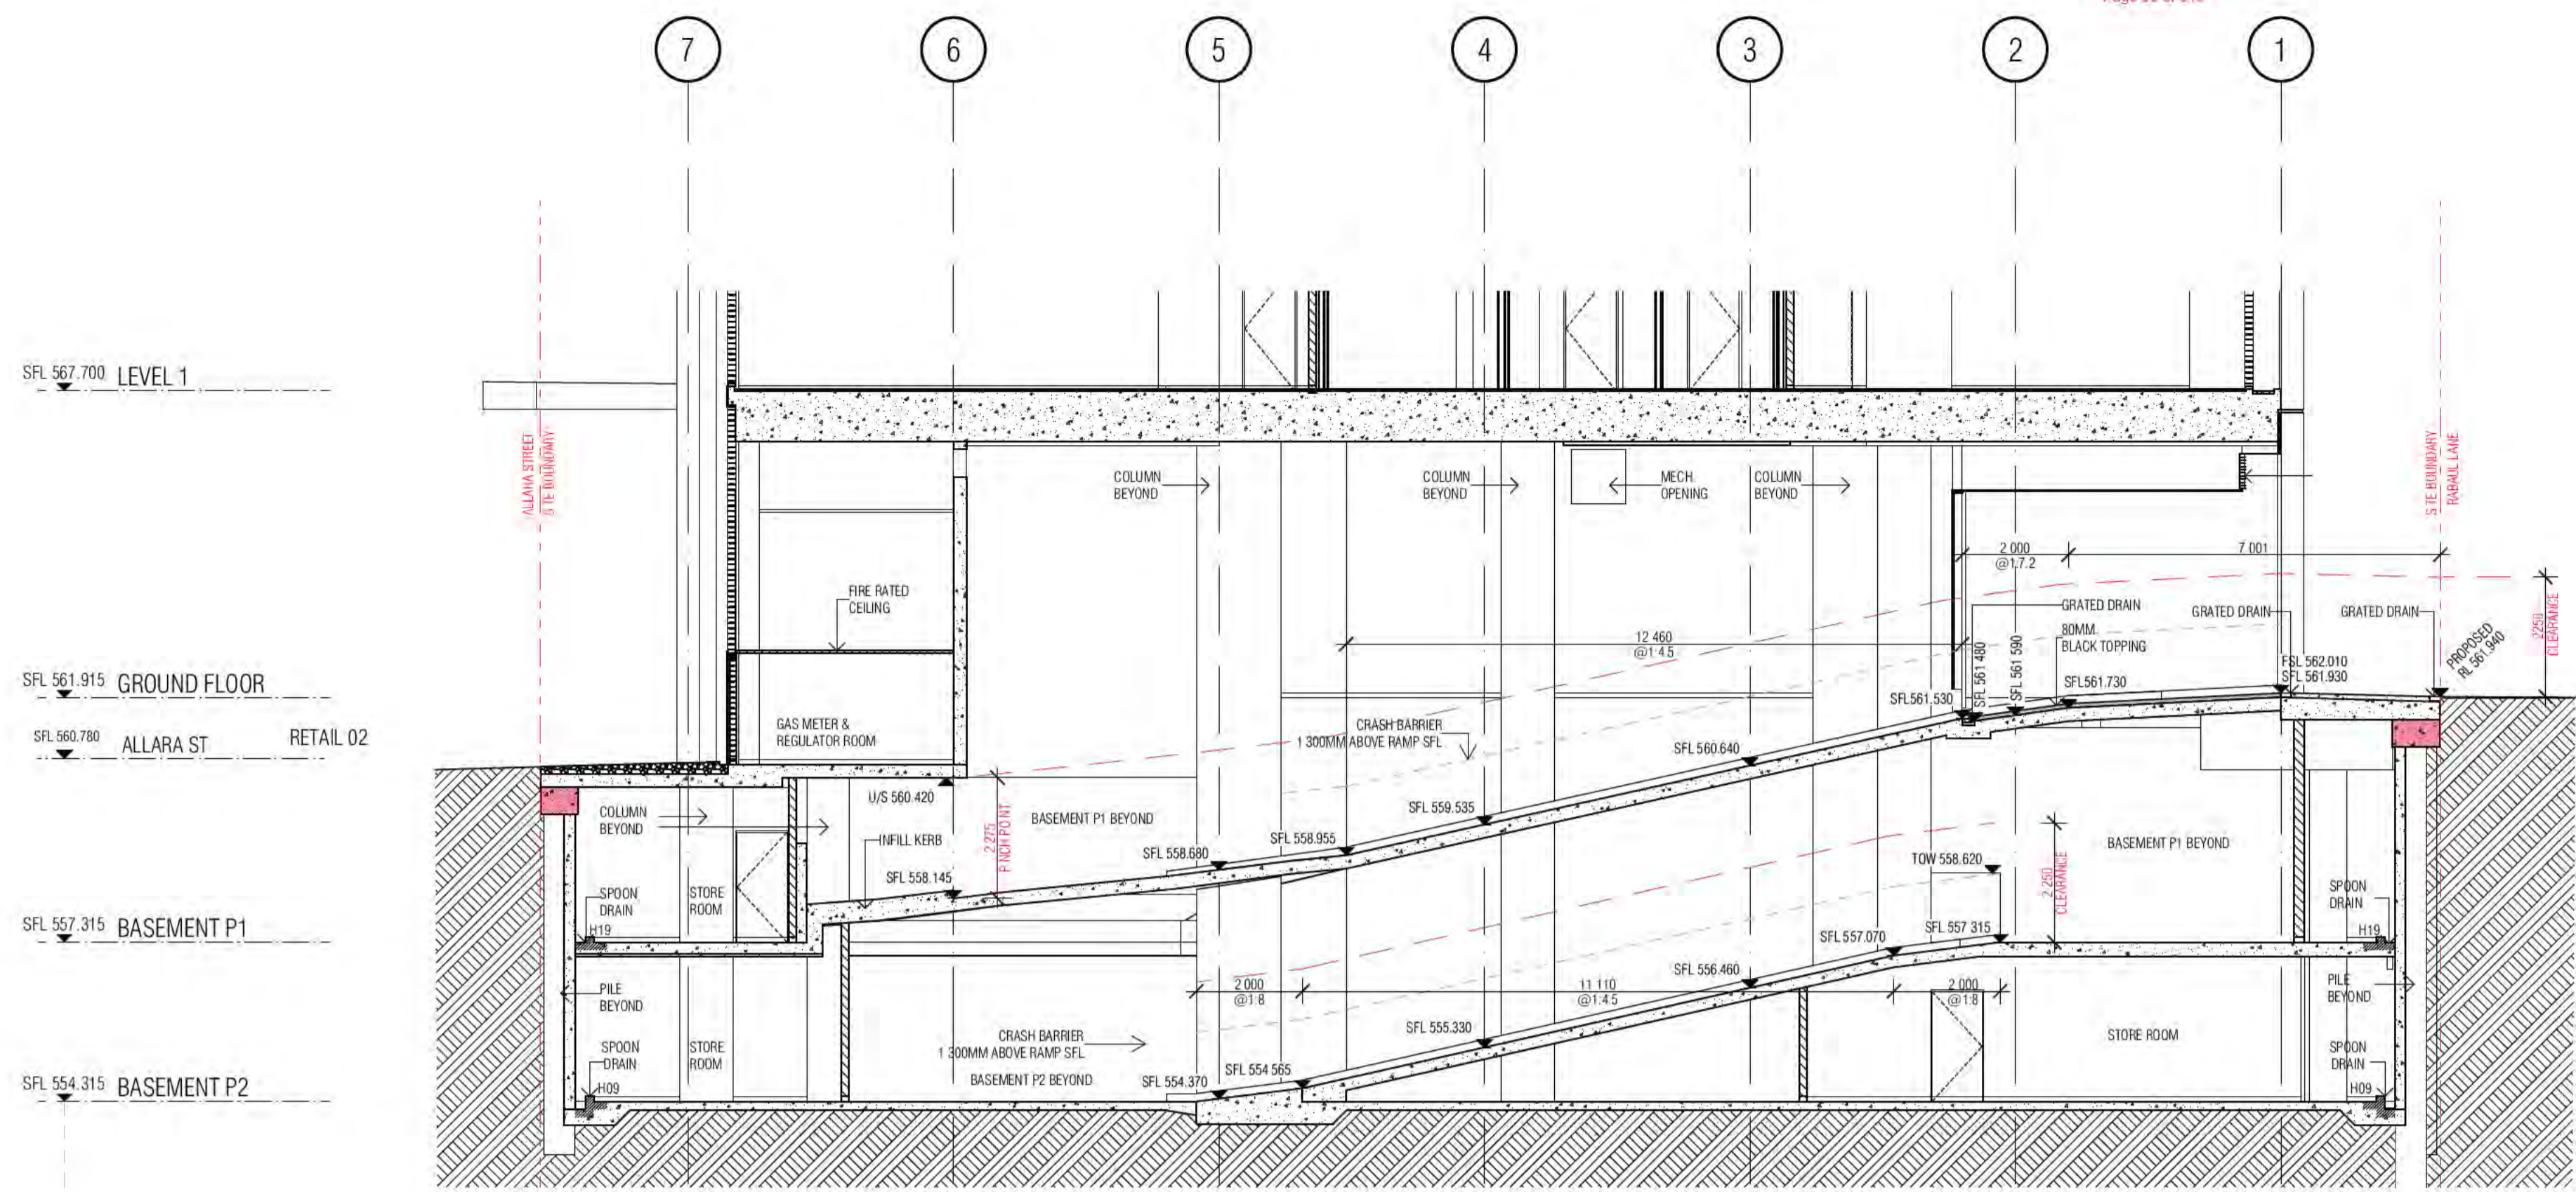 7
6
5
4
3
2
1
SFL 567.700 LEVEL 1
ALLARA STREET
SITE BOUNDARY
SITE BOUNDARY
RABAUL LANE
COLUMN
BEYOND
COLUMN
BEYOND
MECH.
OPENING
COLUMN
BEYOND
2 000
@1:7.2
7 001
FIRE RATED
CEILING
GRATED DRAIN
80MM.
BLACK TOPPING
GRATED DRAIN
GRATED DRAIN
2250
CLEARANCE
PROPOSED
RL 561.940
12 460
@1:4.5
SFL 561.915 GROUND FLOOR
SFL 560.780 ALLARA ST
RETAIL 02
GAS METER &
REGULATOR ROOM
CRASH BARRIER
1 300MM ABOVE RAMP SFL
SFL561.530
SFL 561 480
SFL 561 590
SFL561.730
FSL 562.010
SFL 561.930
SFL 560.640
U/S 560.420
COLUMN
BEYOND
INFILL KERB
2 275
PINCH POINT
BASEMENT P1 BEYOND
SFL 559.535
SFL 558.955
SFL 558.680
SFL 558.145
TOW 558.620
2 250
CLEARANCE
BASEMENT P1 BEYOND
SPOON
DRAIN
H19
STORE
ROOM
SPOON
DRAIN
H19
SFL 557.315 BASEMENT P1
SFL 557.070
SFL 557 315
SFL 556.460
PILE
BEYOND
2 000
@1:8
11 110
@1:4.5
2 000
@1:8
PILE
BEYOND
SFL 555.330
CRASH BARRIER
1 300MM ABOVE RAMP SFL
BASEMENT P2 BEYOND
STORE ROOM
SPOON
DRAIN
H09
STORE
ROOM
SFL 554.370
SFL 554 565
SPOON
DRAIN
H09
SFL 554.315 BASEMENT P2